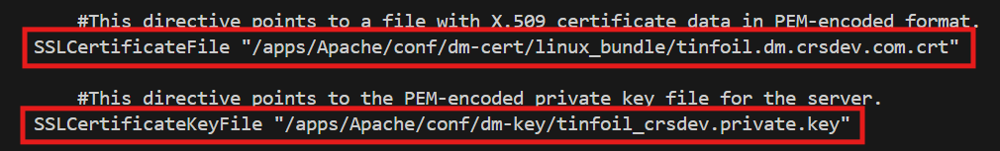 #This directive points to a file with X.509 certificate data in PEM-encoded format.
SSLCertificateFile "/apps/Apache/conf/dm-cert/linux_bundle/tinfoil.dm.crsdev.com.crt"
#This directive points to the PEM-encoded private key file for the server.
SSLCertificateKeyFile "/apps/Apache/conf/dm-key/tinfoil_crsdev.private.key"